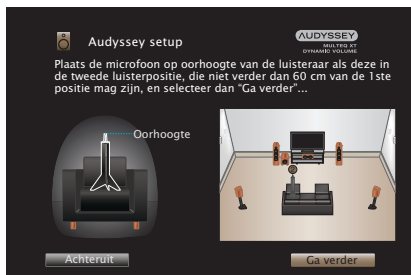 Audyssey setup
AUDYSSEY
MULTEQ XT
DYNAMIC VOLUME
Plaats de microfoon op oorhoogte van de luisteraar als deze in
de tweede luisterpositie, die niet verder dan 60 cm van de 1ste
positie mag zijn, en selecteer dan “Ga verder”...
Oorhoogte
Achteruit
Ga verder